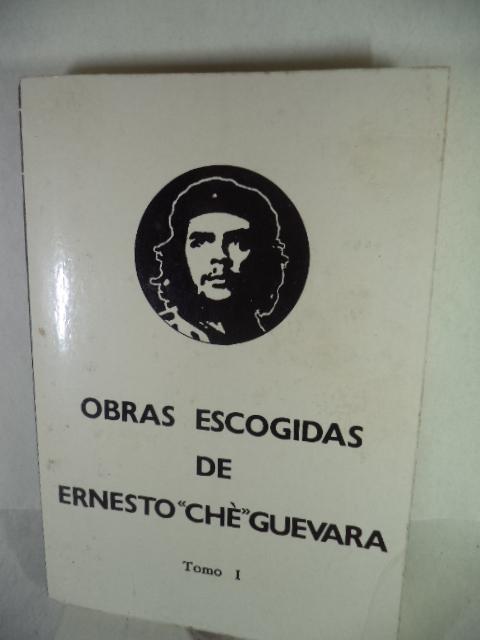 OBRAS ESCOGIDAS
DE
ERNESTO “CHÈ” GUEVARA
Tomo I